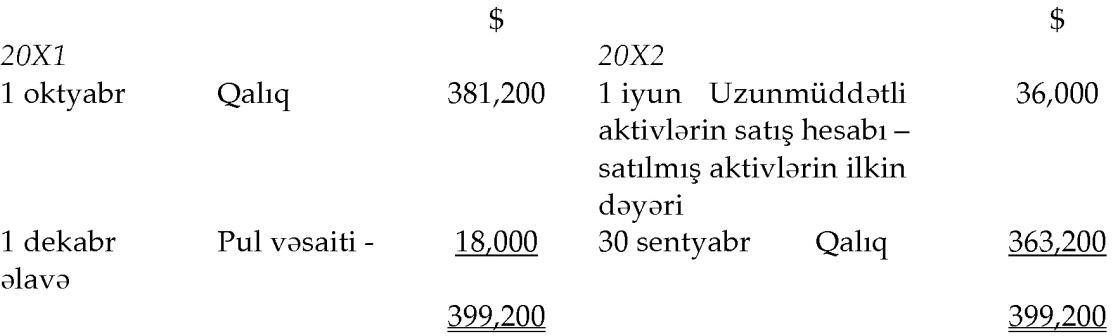 $ $
20X1 20X2
1 oktyabr Qalıq 381,200 1 iyun Uzunmüddətli 36,000
aktivlərin satış hesabı –
satılmış aktivlərin ilkin
dəyəri
1 dekabr Pul vəsaiti - 18,000 30 sentyabr Qalıq 363,200
əlavə
399,200 399,200